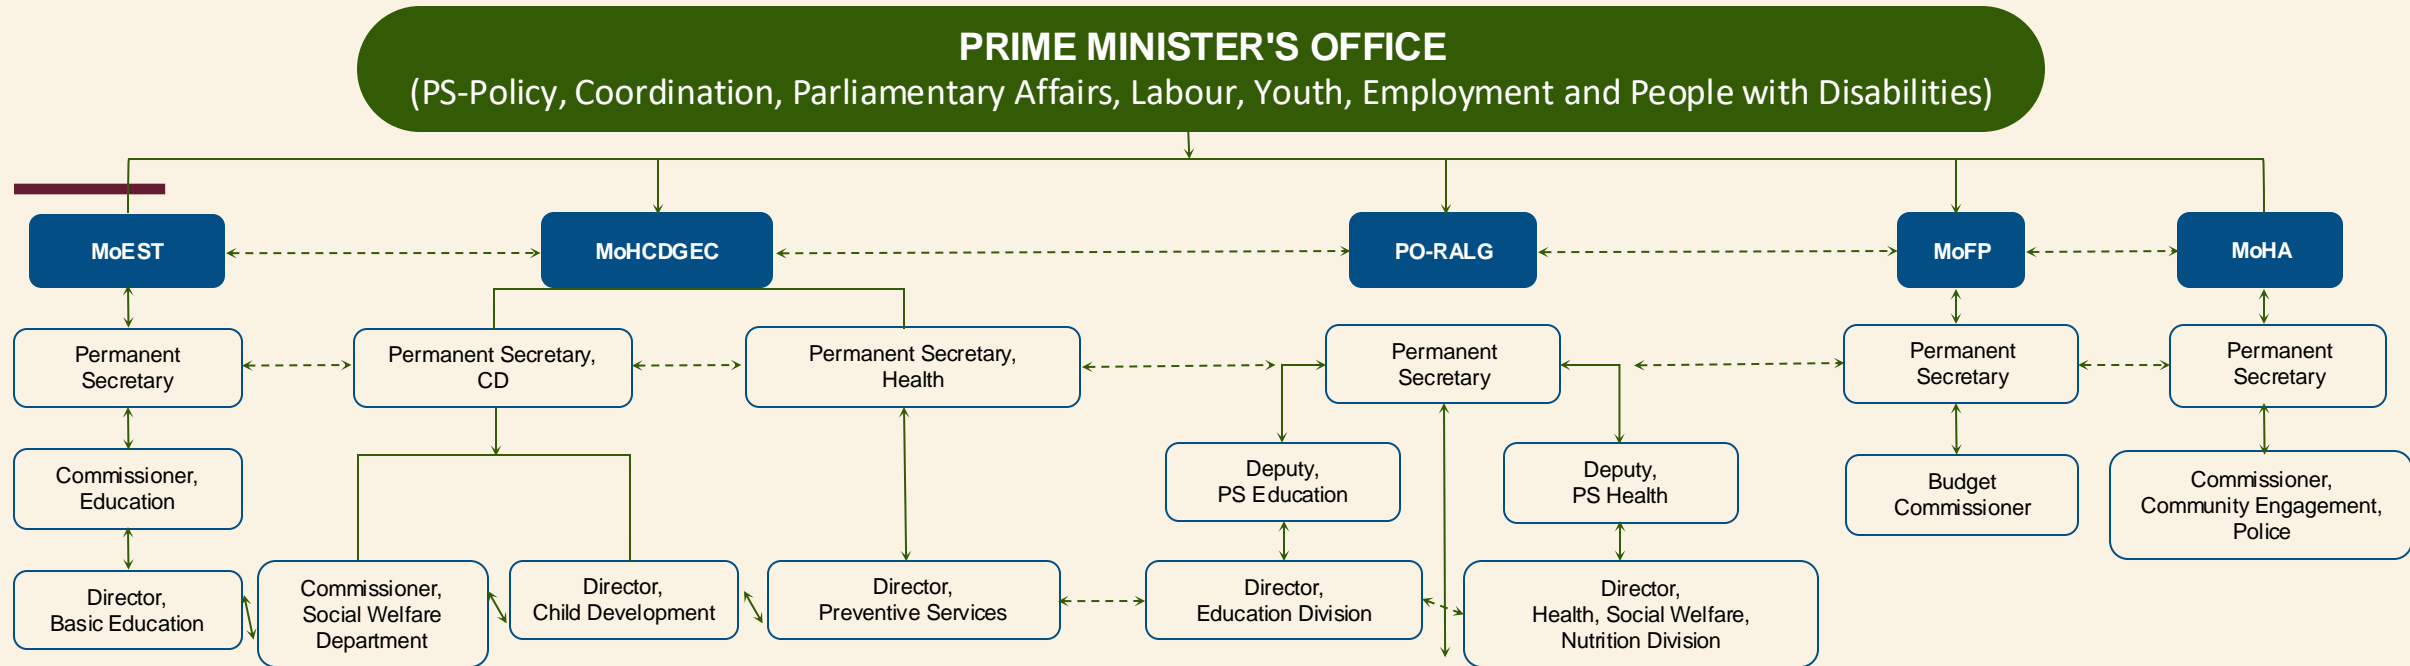 PRIME MINISTER'S OFFICE
(PS-Policy, Coordination, Parliamentary Affairs, Labour, Youth, Employment and People with Disabilities)
MoEST
MoHCDGEC
PO-RALG
MoFP
MoHA
Permanent
Secretary
Permanent Secretary,
CD
Permanent Secretary,
Health
Permanent
Secretary
Permanent
Secretary
Permanent
Secretary
Commissioner,
Education
Deputy,
PS Education
Deputy,
PS Health
Budget
Commissioner
Commissioner,
Community Engagement,
Police
Director,
Basic Education
Commissioner,
Social Welfare
Department
Director,
Child Development
Director,
Preventive Services
Director,
Education Division
Director,
Health, Social Welfare,
Nutrition Division